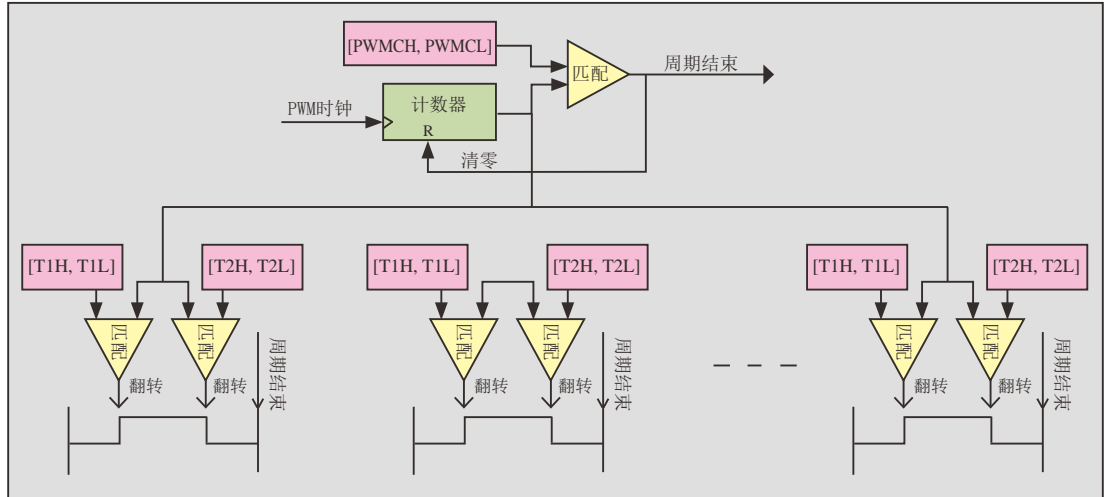 [PWMCH, PWMCL]
匹配
周期结束
PWM时钟
计数器
R
清零
[T1H, T1L]
[T2H, T2L]
匹配
匹配
翻转
翻转
周期结束
[T1H, T1L]
[T2H, T2L]
匹配
匹配
翻转
翻转
周期结束
[T1H, T1L]
[T2H, T2L]
匹配
匹配
翻转
翻转
周期结束